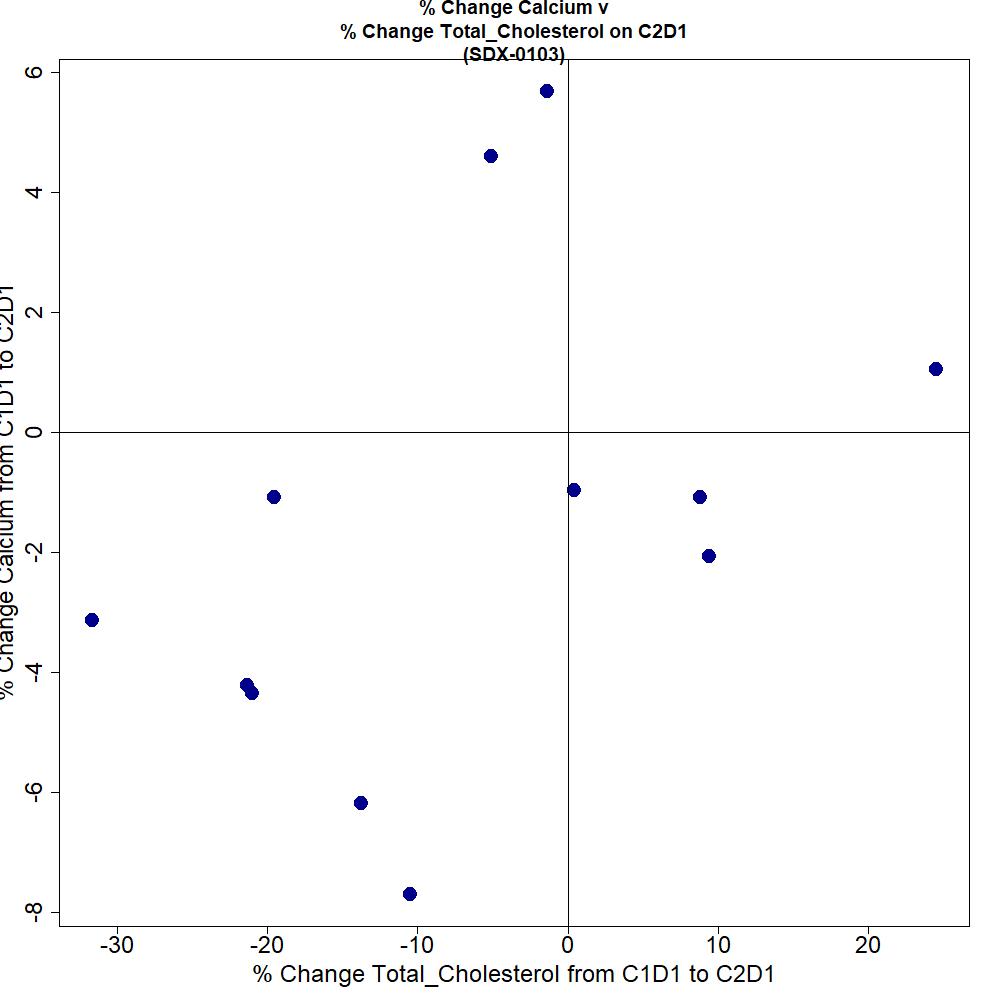 % Change Calcium v
% Change Total_Cholesterol on C2D1
(SDX-0103)
% Change Calcium from C1D1 to C2D1
6
4
2
0
-2
-4
-6
-8
-30
-20
-10
0
10
20
% Change Total_Cholesterol from C1D1 to C2D1